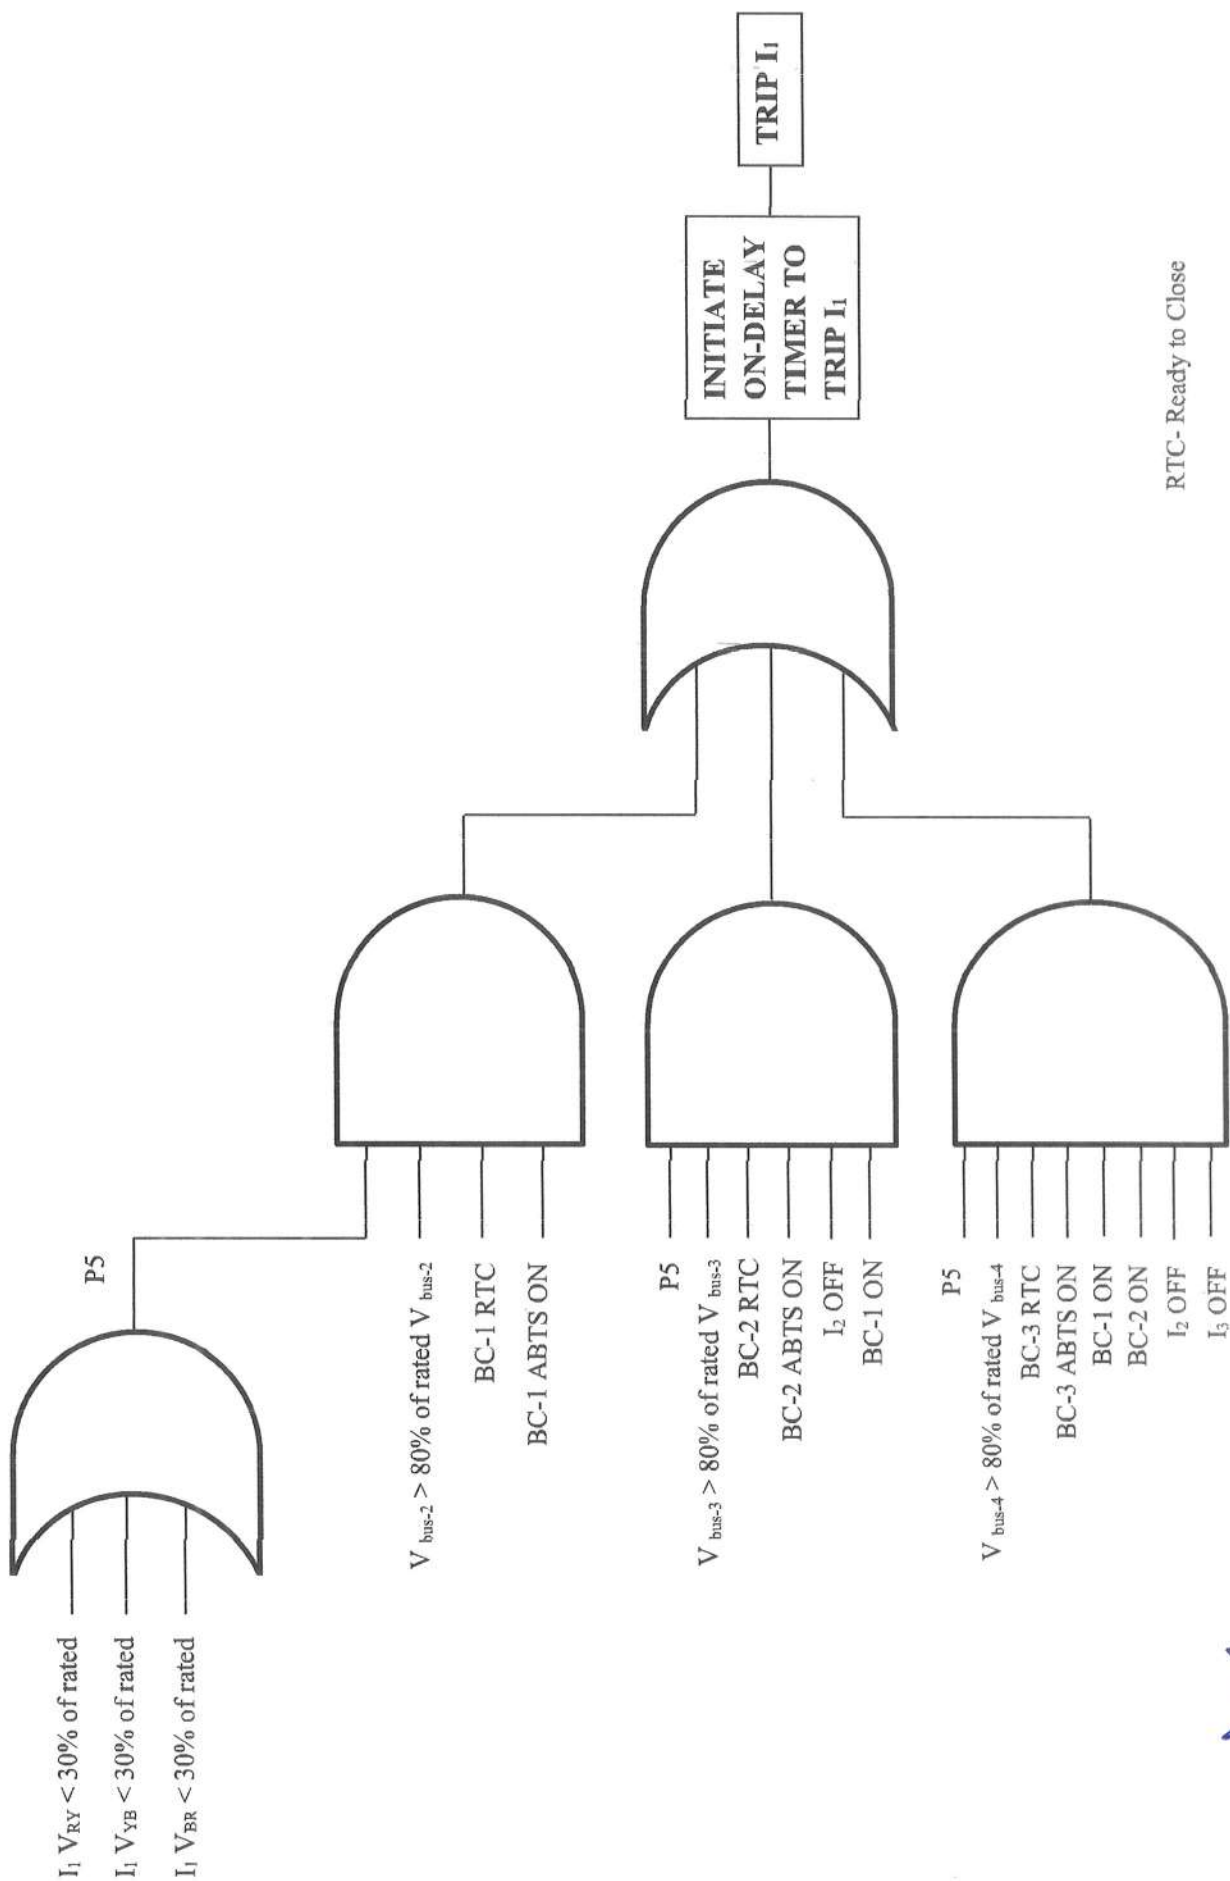 I₁ V_RY < 30% of rated
I₁ V_YB < 30% of rated
I₁ V_BR < 30% of rated
P5
V bus-2 > 80% of rated V bus-2
BC-1 RTC
BC-1 ABTS ON
P5
V bus-3 > 80% of rated V bus-3
BC-2 RTC
BC-2 ABTS ON
I₂ OFF
BC-1 ON
P5
V bus-4 > 80% of rated V bus-4
BC-3 RTC
BC-3 ABTS ON
BC-1 ON
BC-2 ON
I₂ OFF
I₃ OFF
INITIATE
ON-DELAY
TIMER TO
TRIP I₁
TRIP I₁
RTC- Ready to Close